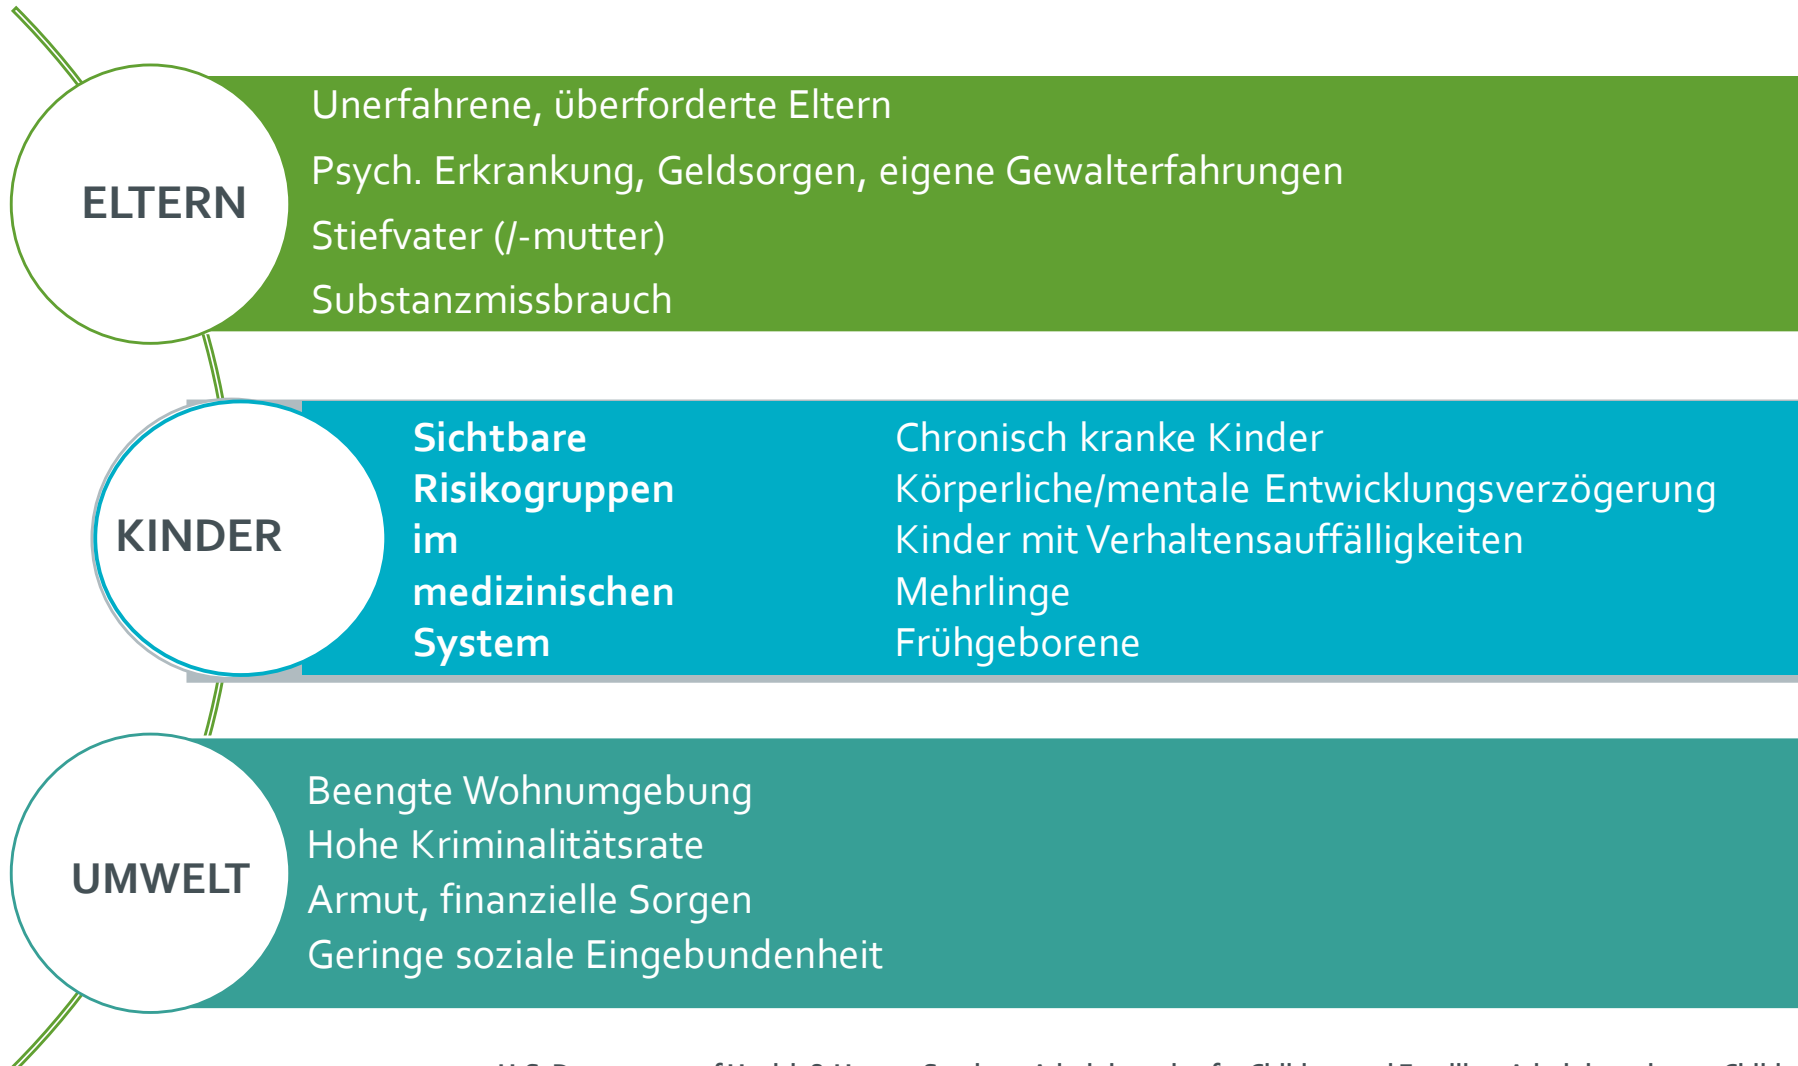 ELTERN
Unerfahrene, überforderte Eltern
Psych. Erkrankung, Geldsorgen, eigene Gewalterfahrungen
Stiefvater (/-mutter)
Substanzmissbrauch
KINDER
Sichtbare
Risikogruppen
im
medizinischen
System
Chronisch kranke Kinder
Körperliche/mentale Entwicklungsverzögerung
Kinder mit Verhaltensauffälligkeiten
Mehrlinge
Frühgeborene
UMWELT
Beengte Wohnumgebung
Hohe Kriminalitätsrate
Armut, finanzielle Sorgen
Geringe soziale Eingebundenheit